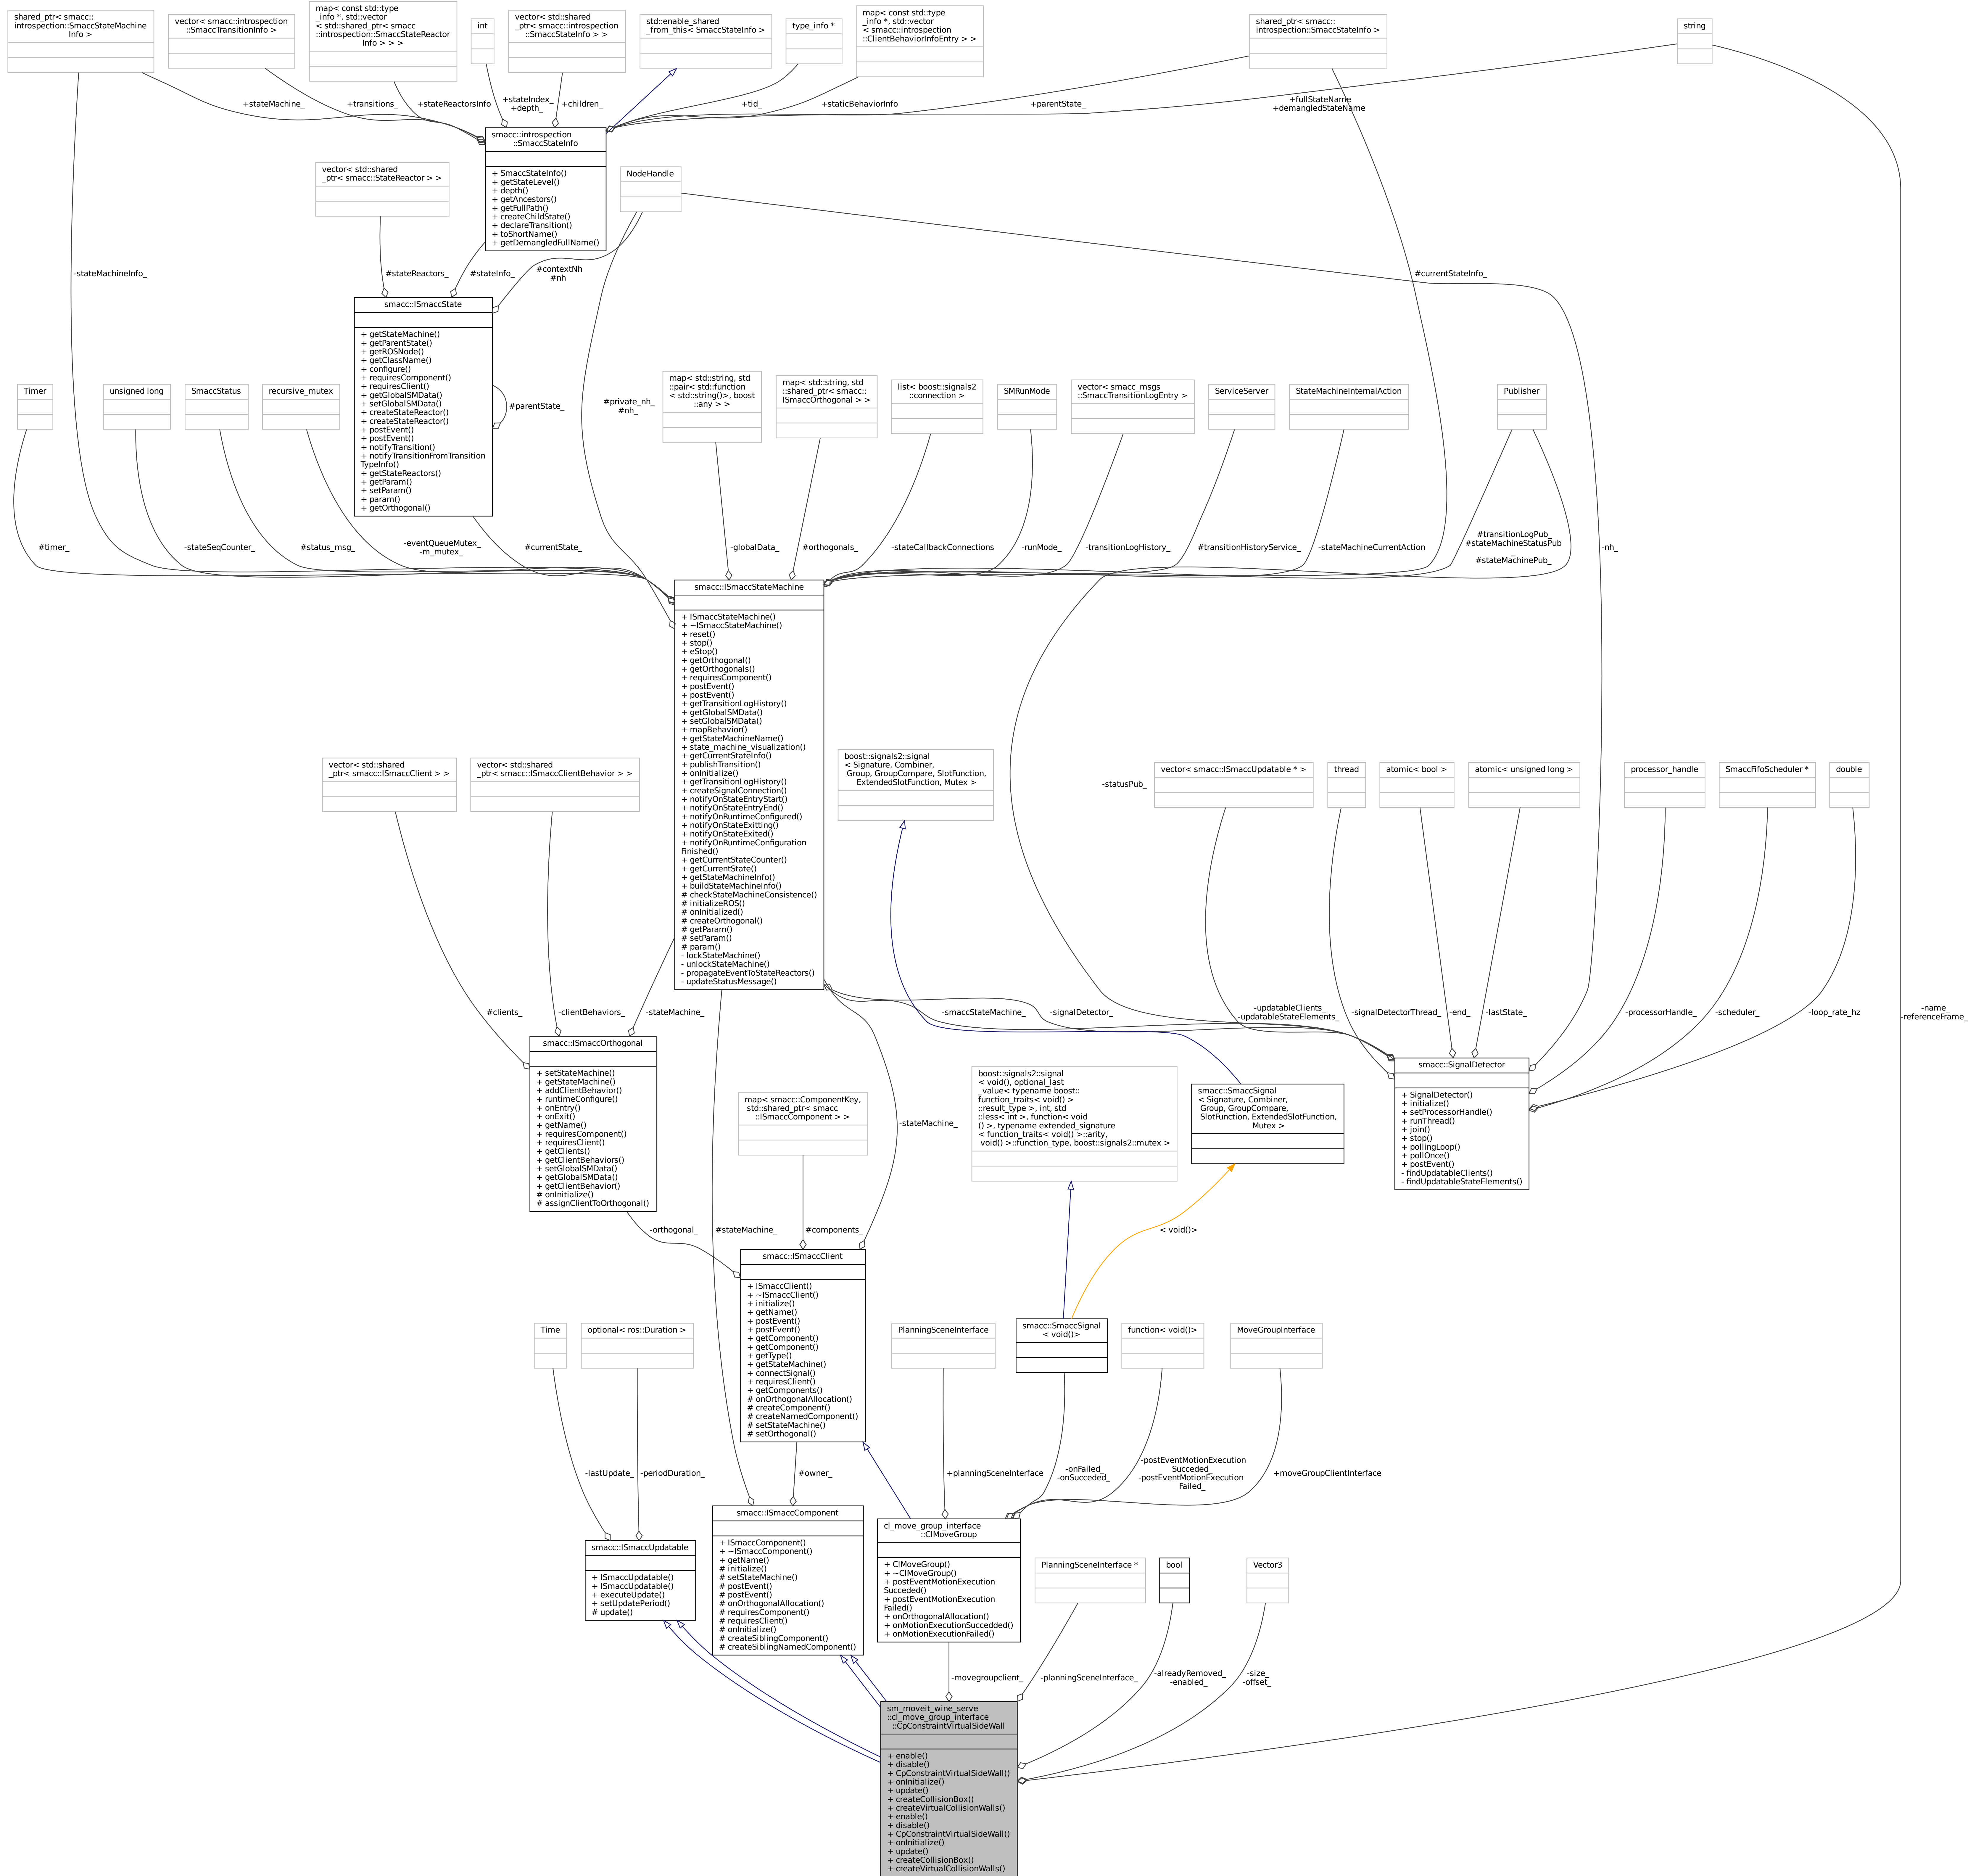 shared_ptr< smacc::
introspection::SmaccStateMachine
Info >
vector< smacc::introspection
::SmaccTransitionInfo >
map< const std::type
_info *, std::vector
< std::shared_ptr< smacc
::introspection::SmaccStateReactor
Info > > >
int
vector< std::shared
_ptr< smacc::introspection
::SmaccStateInfo > >
std::enable_shared
_from_this< SmaccStateInfo >
type_info *
map< const std::type
_info *, std::vector
< smacc::introspection
::ClientBehaviorInfoEntry > >
shared_ptr< smacc::
introspection::SmaccStateInfo >
string
+stateMachine_
+transitions_
+stateReactorsInfo
+stateIndex_
+depth_
+children_
+tid_
+staticBehaviorInfo
+parentState_
+fullStateName
+demangledStateName
smacc::introspection
::SmaccStateInfo
+ SmaccStateInfo()
+ getStateLevel()
+ depth()
+ getAncestors()
+ getFullPath()
+ createChildState()
+ declareTransition()
+ toShortName()
+ getDemangledFullName()
vector< std::shared
_ptr< smacc::StateReactor > >
NodeHandle
-stateMachineInfo_
#stateReactors_
#stateInfo_
#contextNh
#nh
#currentStateInfo_
smacc::ISmaccState
+ getStateMachine()
+ getParentState()
+ getROSNode()
+ getClassName()
+ configure()
+ requiresComponent()
+ requiresClient()
+ getGlobalSMData()
+ setGlobalSMData()
+ createStateReactor()
+ createStateReactor()
+ postEvent()
+ postEvent()
+ notifyTransition()
+ notifyTransitionFromTransition
TypeInfo()
+ getStateReactors()
+ getParam()
+ setParam()
+ param()
+ getOrthogonal()
#parentState_
#private_nh_
#nh_
Timer
unsigned long
SmaccStatus
recursive_mutex
map< std::string, std
::pair< std::function
< std::string()>, boost
::any > >
map< std::string, std
::shared_ptr< smacc::
ISmaccOrthogonal > >
list< boost::signals2
::connection >
SMRunMode
vector< smacc_msgs
::SmaccTransitionLogEntry >
ServiceServer
StateMachineInternalAction
Publisher
#timer_
-stateSeqCounter_
#status_msg_
-eventQueueMutex_
-m_mutex_
#currentState_
-globalData_
#orthogonals_
-stateCallbackConnections
-runMode_
-transitionLogHistory_
#transitionHistoryService_
-stateMachineCurrentAction
#transitionLogPub_
#stateMachineStatusPub
_
#stateMachinePub_
-nh_
smacc::ISmaccStateMachine
+ ISmaccStateMachine()
+ ~ISmaccStateMachine()
+ reset()
+ stop()
+ eStop()
+ getOrthogonal()
+ getOrthogonals()
+ requiresComponent()
+ postEvent()
+ postEvent()
+ getTransitionLogHistory()
+ getGlobalSMData()
+ setGlobalSMData()
+ mapBehavior()
+ getStateMachineName()
+ state_machine_visualization()
+ getCurrentStateInfo()
+ publishTransition()
+ onInitialize()
+ getTransitionLogHistory()
+ createSignalConnection()
+ notifyOnStateEntryStart()
+ notifyOnStateEntryEnd()
+ notifyOnRuntimeConfigured()
+ notifyOnStateExitting()
+ notifyOnStateExited()
+ notifyOnRuntimeConfiguration
Finished()
+ getCurrentStateCounter()
+ getCurrentState()
+ getStateMachineInfo()
+ buildStateMachineInfo()
# checkStateMachineConsistence()
# initializeROS()
# onInitialized()
# createOrthogonal()
# getParam()
# setParam()
# param()
- lockStateMachine()
- unlockStateMachine()
- propagateEventToStateReactors()
- updateStatusMessage()
vector< std::shared
_ptr< smacc::ISmaccClient > >
vector< std::shared
_ptr< smacc::ISmaccClientBehavior > >
boost::signals2::signal
< Signature, Combiner,
Group, GroupCompare, SlotFunction,
ExtendedSlotFunction, Mutex >
-statusPub_
vector< smacc::ISmaccUpdatable * >
thread
atomic< bool >
atomic< unsigned long >
processor_handle
SmaccFifoScheduler *
double
#clients_
-clientBehaviors_
-stateMachine_
-smaccStateMachine_
-signalDetector_
-updatableClients_
-updatableStateElements_
-signalDetectorThread_
-end_
-lastState_
-processorHandle_
-scheduler_
-loop_rate_hz
-name_
-referenceFrame_
smacc::ISmaccOrthogonal
+ setStateMachine()
+ getStateMachine()
+ addClientBehavior()
+ runtimeConfigure()
+ onEntry()
+ onExit()
+ getName()
+ requiresComponent()
+ requiresClient()
+ getClients()
+ getClientBehaviors()
+ setGlobalSMData()
+ getGlobalSMData()
+ getClientBehavior()
# onInitialize()
# assignClientToOrthogonal()
map< smacc::ComponentKey,
std::shared_ptr< smacc
::ISmaccComponent > >
-stateMachine_
boost::signals2::signal
< void(), optional_last
_value< typename boost::
function_traits< void() >
::result_type >, int, std
::less< int >, function< void
() >, typename extended_signature
< function_traits< void() >::arity,
void() >::function_type, boost::signals2::mutex >
smacc::SmaccSignal
< Signature, Combiner,
Group, GroupCompare,
SlotFunction, ExtendedSlotFunction,
Mutex >
smacc::SignalDetector
+ SignalDetector()
+ initialize()
+ setProcessorHandle()
+ runThread()
+ join()
+ stop()
+ pollingLoop()
+ pollOnce()
+ postEvent()
- findUpdatableClients()
- findUpdatableStateElements()
-orthogonal_
#stateMachine_
#components_
< void()>
smacc::ISmaccClient
+ ISmaccClient()
+ ~ISmaccClient()
+ initialize()
+ getName()
+ postEvent()
+ postEvent()
+ getComponent()
+ getComponent()
+ getType()
+ getStateMachine()
+ connectSignal()
+ requiresClient()
+ getComponents()
# onOrthogonalAllocation()
# createComponent()
# createNamedComponent()
# setStateMachine()
# setOrthogonal()
Time
optional< ros::Duration >
PlanningSceneInterface
smacc::SmaccSignal
< void()>
function< void()>
MoveGroupInterface
-lastUpdate_
-periodDuration_
#owner_
+planningSceneInterface
-onFailed_
-onSucceded_
-postEventMotionExecution
Succeded_
-postEventMotionExecution
Failed_
+moveGroupClientInterface
smacc::ISmaccUpdatable
+ ISmaccUpdatable()
+ ISmaccUpdatable()
+ executeUpdate()
+ setUpdatePeriod()
# update()
smacc::ISmaccComponent
+ ISmaccComponent()
+ ~ISmaccComponent()
+ getName()
# initialize()
# setStateMachine()
# postEvent()
# postEvent()
# onOrthogonalAllocation()
# requiresComponent()
# requiresClient()
# onInitialize()
# createSiblingComponent()
# createSiblingNamedComponent()
cl_move_group_interface
::ClMoveGroup
+ ClMoveGroup()
+ ~ClMoveGroup()
+ postEventMotionExecution
Succeded()
+ postEventMotionExecution
Failed()
+ onOrthogonalAllocation()
+ onMotionExecutionSuccedded()
+ onMotionExecutionFailed()
PlanningSceneInterface *
bool
Vector3
-movegroupclient_
-planningSceneInterface_
-alreadyRemoved_
-enabled_
-size_
-offset_
sm_moveit_wine_serve
::cl_move_group_interface
::CpConstraintVirtualSideWall
+ enable()
+ disable()
+ CpConstraintVirtualSideWall()
+ onInitialize()
+ update()
+ createCollisionBox()
+ createVirtualCollisionWalls()
+ enable()
+ disable()
+ CpConstraintVirtualSideWall()
+ onInitialize()
+ update()
+ createCollisionBox()
+ createVirtualCollisionWalls()